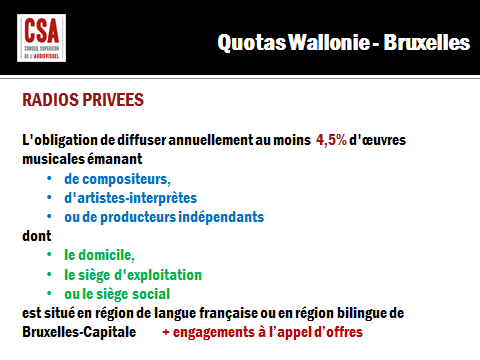 CSA
CONSEIL SUPERIEUR
DE L'AUDIOVISUEL
Quotas Wallonie - Bruxelles
RADIOS PRIVEES
L'obligation de diffuser annuellement au moins 4,5% d'œuvres
musicales émanant
• de compositeurs,
• d'artistes-interprètes
• ou de producteurs indépendants
dont
• le domicile,
• le siège d'exploitation
• ou le siège social
est situé en région de langue française ou en région bilingue de
Bruxelles-Capitale + engagements à l’appel d’offres